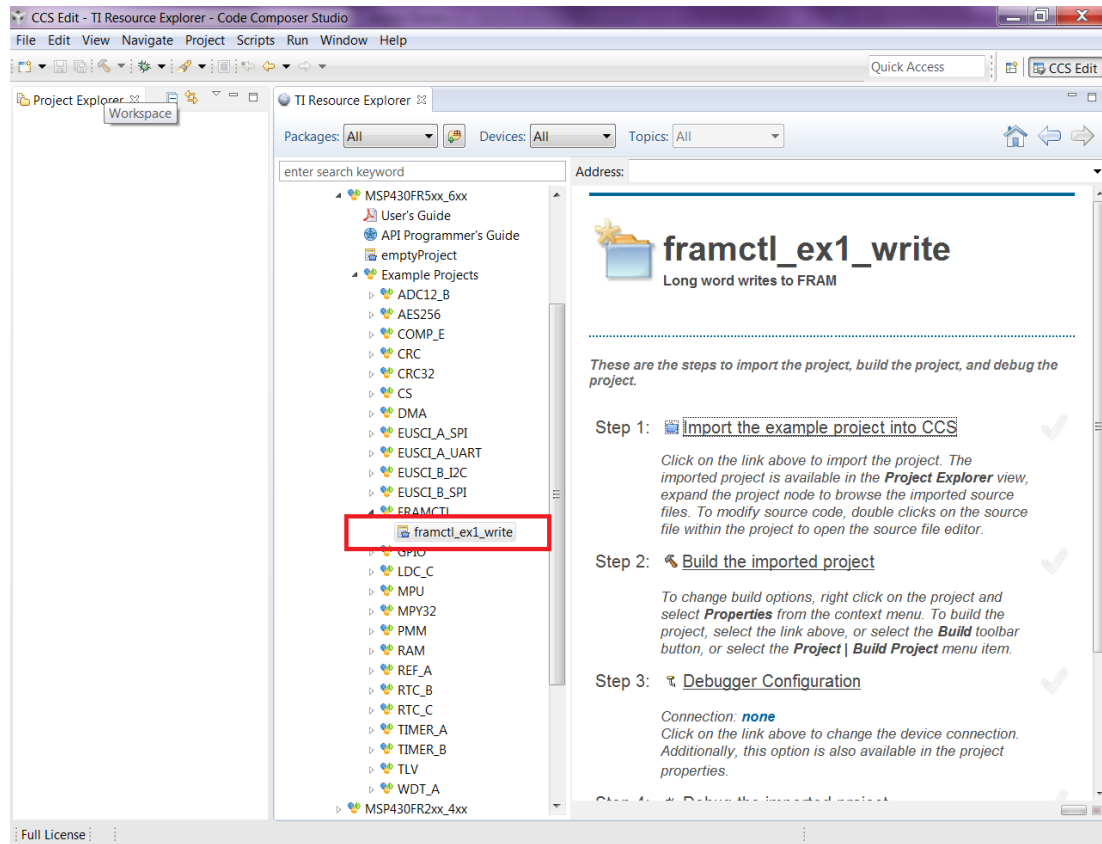 CCS Edit - TI Resource Explorer - Code Composer Studio
File Edit View Navigate Project Scripts Run Window Help
Quick Access
CCS Edit
Project Explorer
Workspace
TI Resource Explorer
Packages: All Devices: All Topics: All
enter search keyword
Address:
MSP430FR5xx_6xx
User's Guide
API Programmer's Guide
emptyProject
Example Projects
ADC12_B
AES256
COMP_E
CRC
CRC32
CS
DMA
EUSCI_A_SPI
EUSCI_A_UART
EUSCI_B_I2C
EUSCI_B_SPI
FRAMCTL
framctl_ex1_write
GPIO
LDC_C
MPU
MPY32
PMM
RAM
REF_A
RTC_B
RTC_C
TIMER_A
TIMER_B
TLV
WDT_A
MSP430FR2xx_4xx
framctl_ex1_write
Long word writes to FRAM
These are the steps to import the project, build the project, and debug the
project.
Step 1: Import the example project into CCS
Click on the link above to import the project. The
imported project is available in the Project Explorer view,
expand the project node to browse the imported source
files. To modify source code, double clicks on the source
file within the project to open the source file editor.
Step 2: Build the imported project
To change build options, right click on the project and
select Properties from the context menu. To build the
project, select the link above, or select the Build toolbar
button, or select the Project | Build Project menu item.
Step 3: Debugger Configuration
Connection: none
Click on the link above to change the device connection.
Additionally, this option is also available in the project
properties.
Step 4: Debug the imported project
Full License